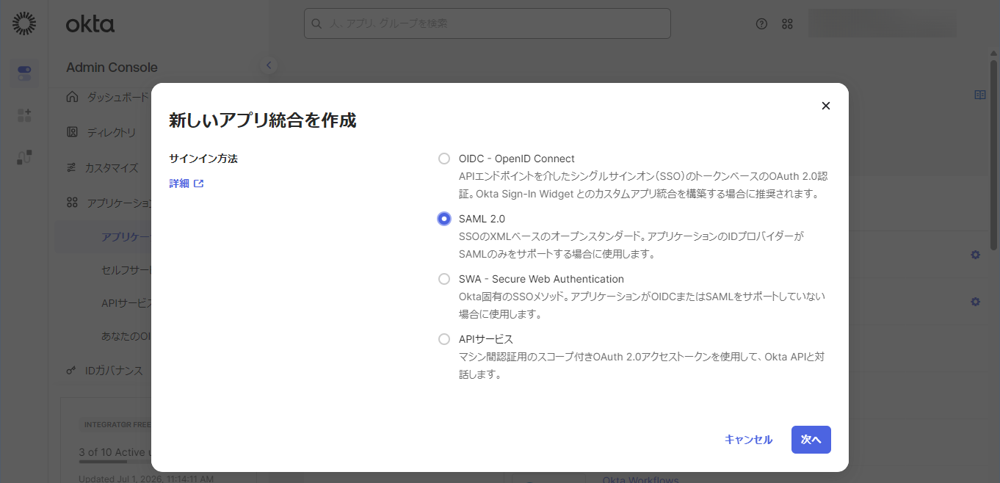 okta
人、アプリ、グループを検索
Admin Console
ダッシュボード
ディレクトリ
カスタマイズ
アプリケーション
アプリケー
セルフサー
APIサービス
あなたのOI
IDガバナンス
INTEGRATOR FREE
3 of 10 Active u
Updated Jul 1, 2026, 11:14:11 AM
新しいアプリ統合を作成
サインイン方法
詳細
OIDC - OpenID Connect
APIエンドポイントを介したシングルサインオン(SSO)のトークンベースのOAuth 2.0認
証。Okta Sign-In Widget とのカスタムアプリ統合を構築する場合に推奨されます。
SAML 2.0
SSOのXMLベースのオープンスタンダード。アプリケーションのIDプロバイダーが
SAMLのみをサポートする場合に使用します。
SWA - Secure Web Authentication
Okta固有のSSOメソッド。アプリケーションがOIDCまたはSAMLをサポートしていない
場合に使用します。
APIサービス
マシン間認証用のスコープ付きOAuth 2.0アクセストークンを使用して、Okta APIと対
話します。
キャンセル
次へ
Okta Workflows